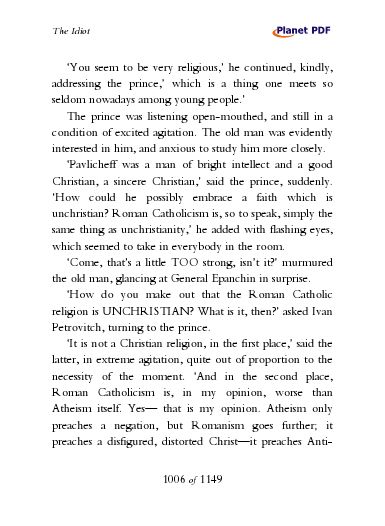 The Idiot
Planet PDF
‘You seem to be very religious,’ he continued, kindly,
addressing the prince,’ which is a thing one meets so
seldom nowadays among young people.’
The prince was listening open-mouthed, and still in a
condition of excited agitation. The old man was evidently
interested in him, and anxious to study him more closely.
‘Pavlicheff was a man of bright intellect and a good
Christian, a sincere Christian,’ said the prince, suddenly.
‘How could he possibly embrace a faith which is
unchristian? Roman Catholicism is, so to speak, simply the
same thing as unchristianity,’ he added with flashing eyes,
which seemed to take in everybody in the room.
‘Come, that's a little TOO strong, isn't it?’ murmured
the old man, glancing at General Epanchin in surprise.
‘How do you make out that the Roman Catholic
religion is UNCHRISTIAN? What is it, then?’ asked Ivan
Petrovitch, turning to the prince.
‘It is not a Christian religion, in the first place,’ said the
latter, in extreme agitation, quite out of proportion to the
necessity of the moment. ‘And in the second place,
Roman Catholicism is, in my opinion, worse than
Atheism itself. Yes— that is my opinion. Atheism only
preaches a negation, but Romanism goes further; it
preaches a disfigured, distorted Christ—it preaches Anti-
1006 of 1149